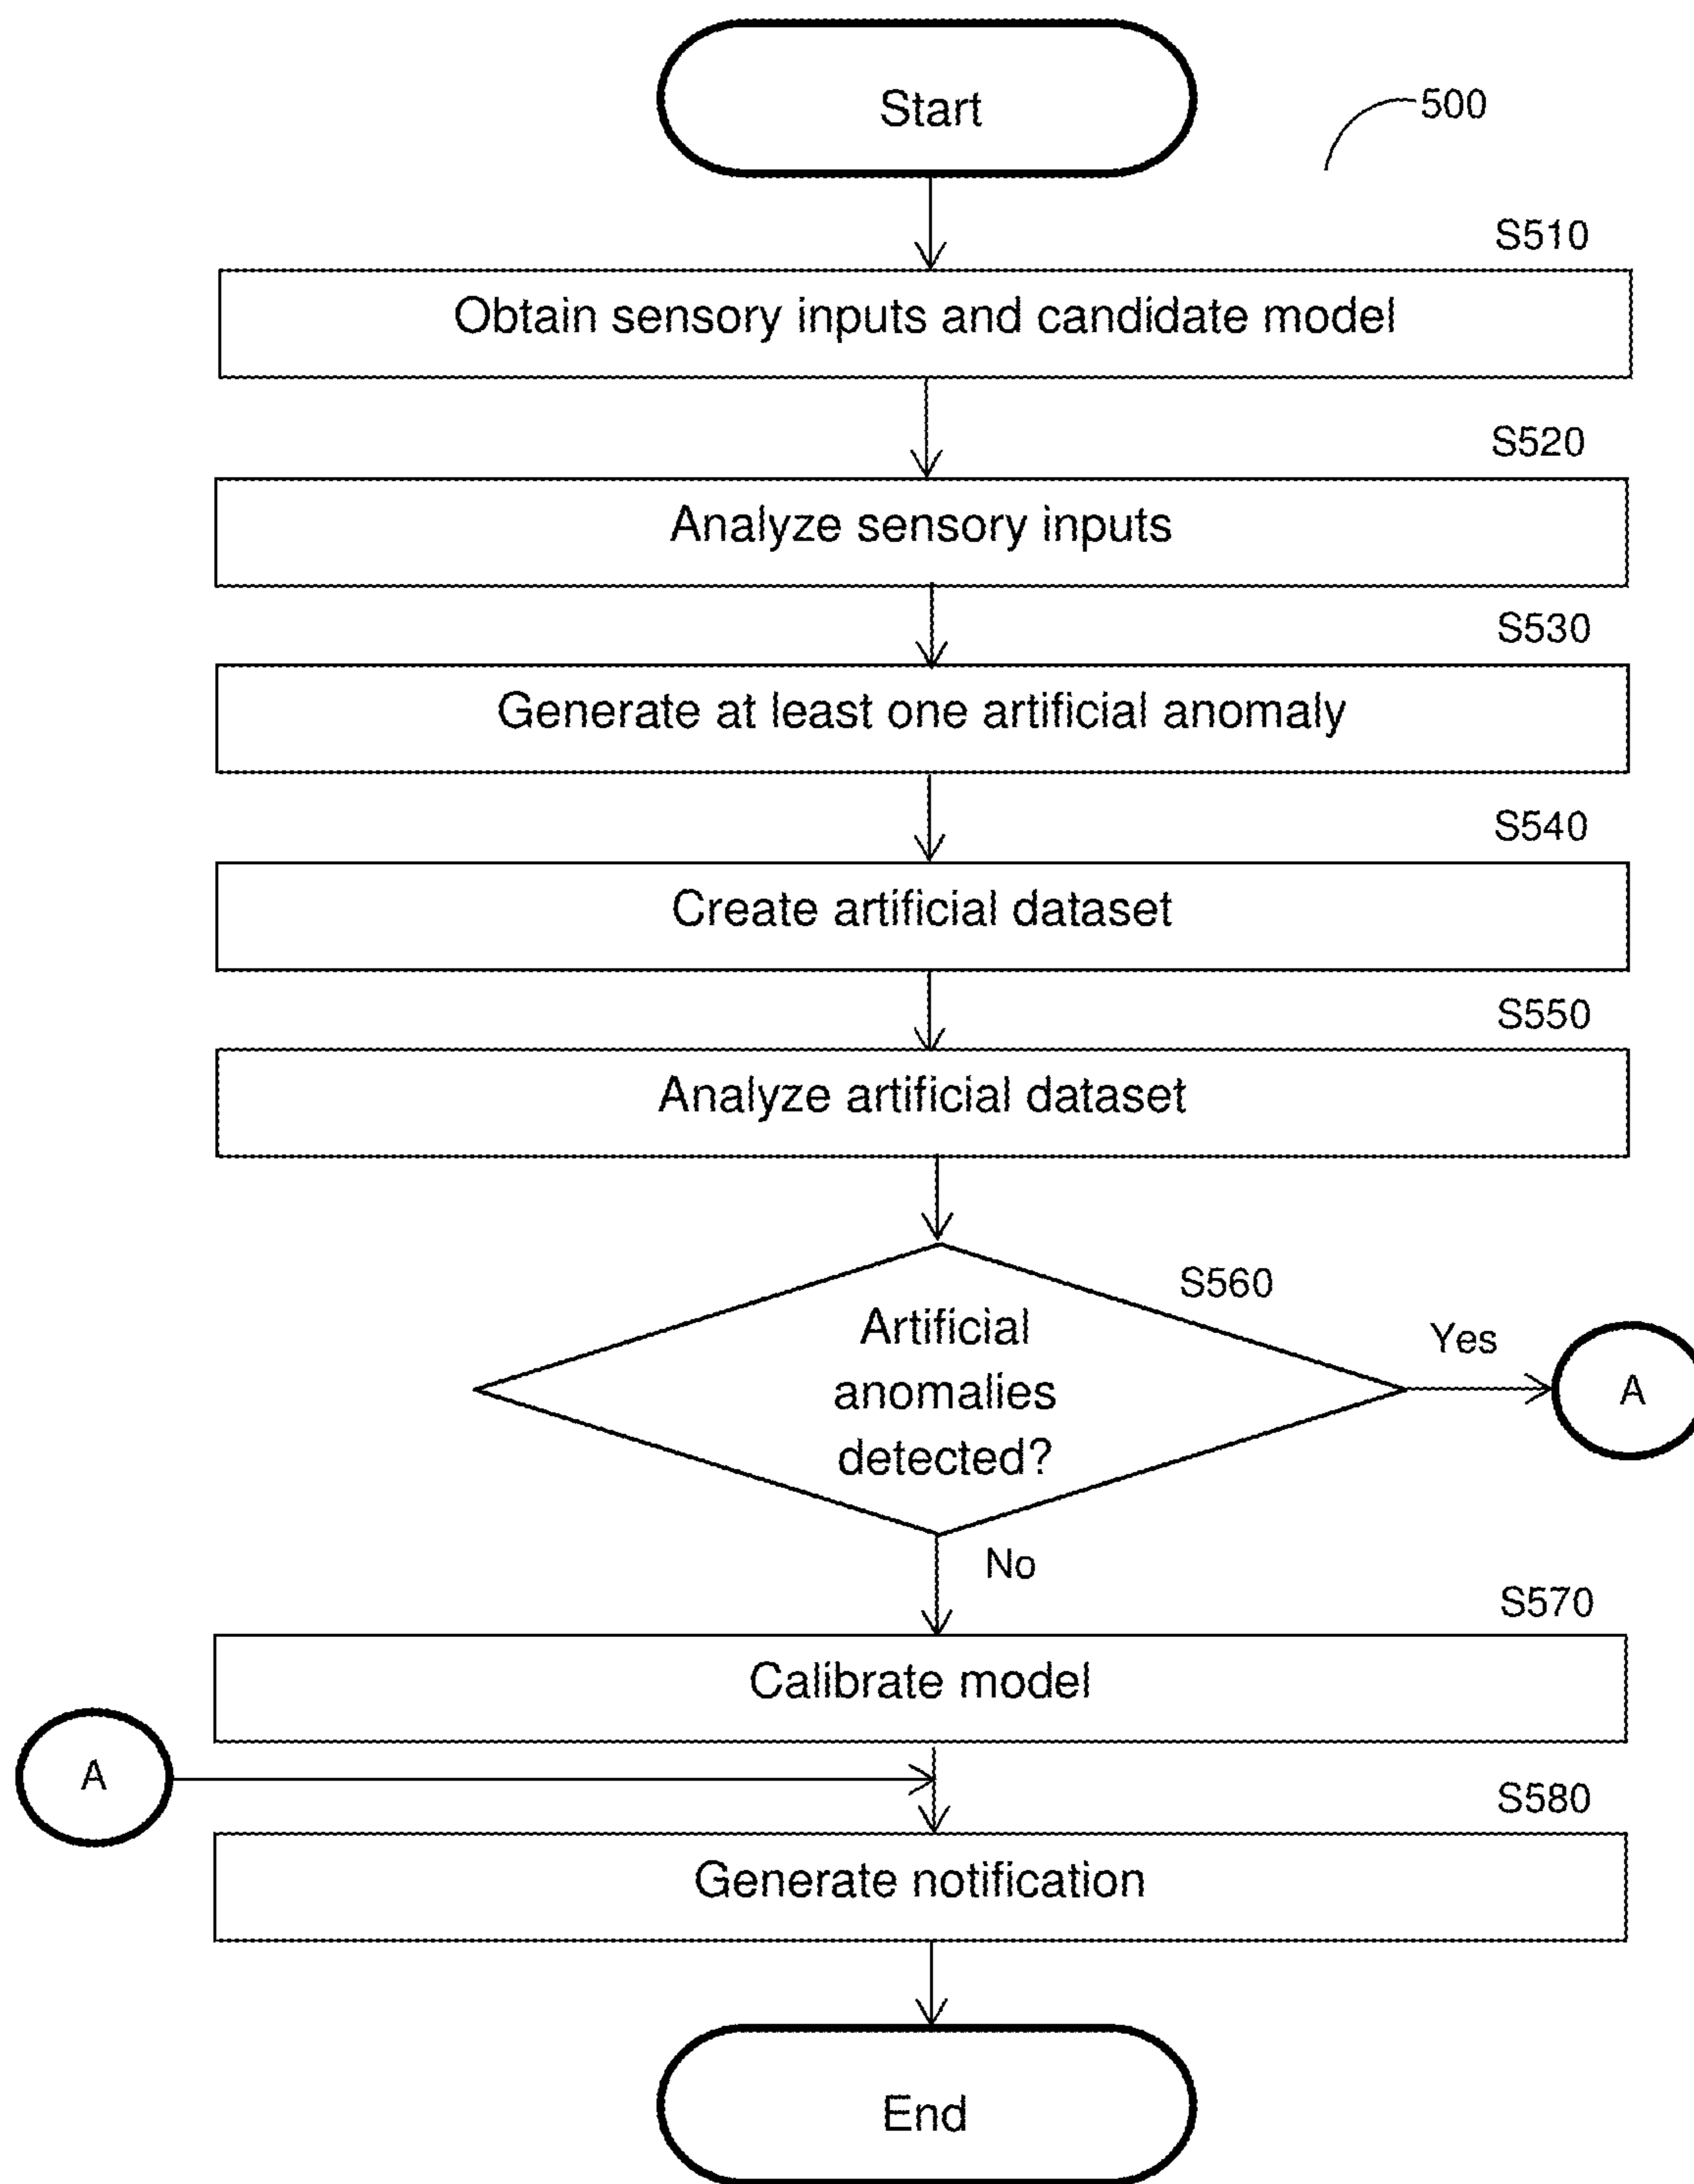 Start
500
S510
Obtain sensory inputs and candidate model
S520
Analyze sensory inputs
S530
Generate at least one artificial anomaly
S540
Create artificial dataset
S550
Analyze artificial dataset
S560
Artificial
anomalies
detected?
Yes
A
No
S570
Calibrate model
A
S580
Generate notification
End